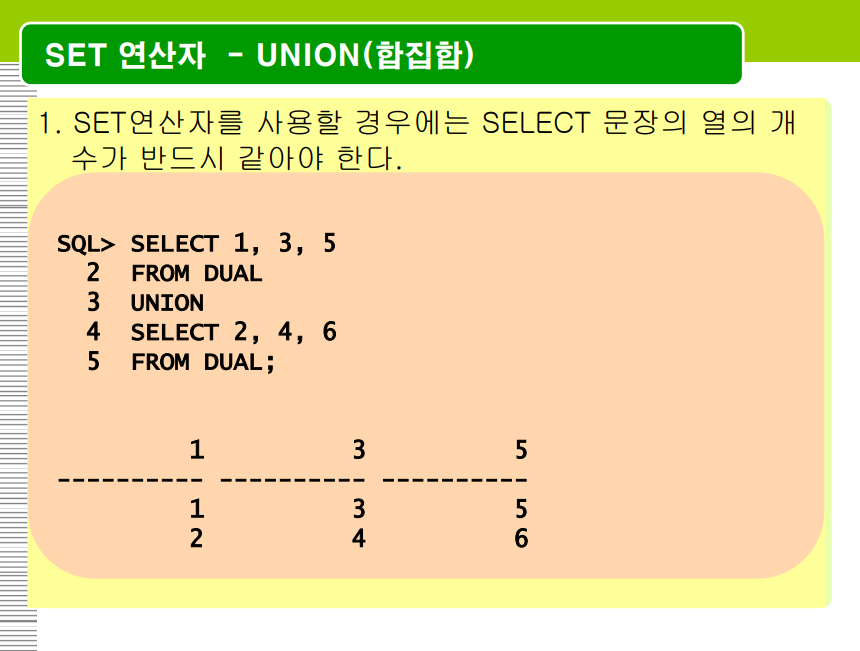 SET 연산자 - UNION(합집합)
1. SET연산자를 사용할 경우에는 SELECT 문장의 열의 개
수가 반드시 같아야 한다.
SQL> SELECT 1, 3, 5
2 FROM DUAL
3 UNION
4 SELECT 2, 4, 6
5 FROM DUAL;
1 3 5
---------- ---------- ----------
1 3 5
2 4 6